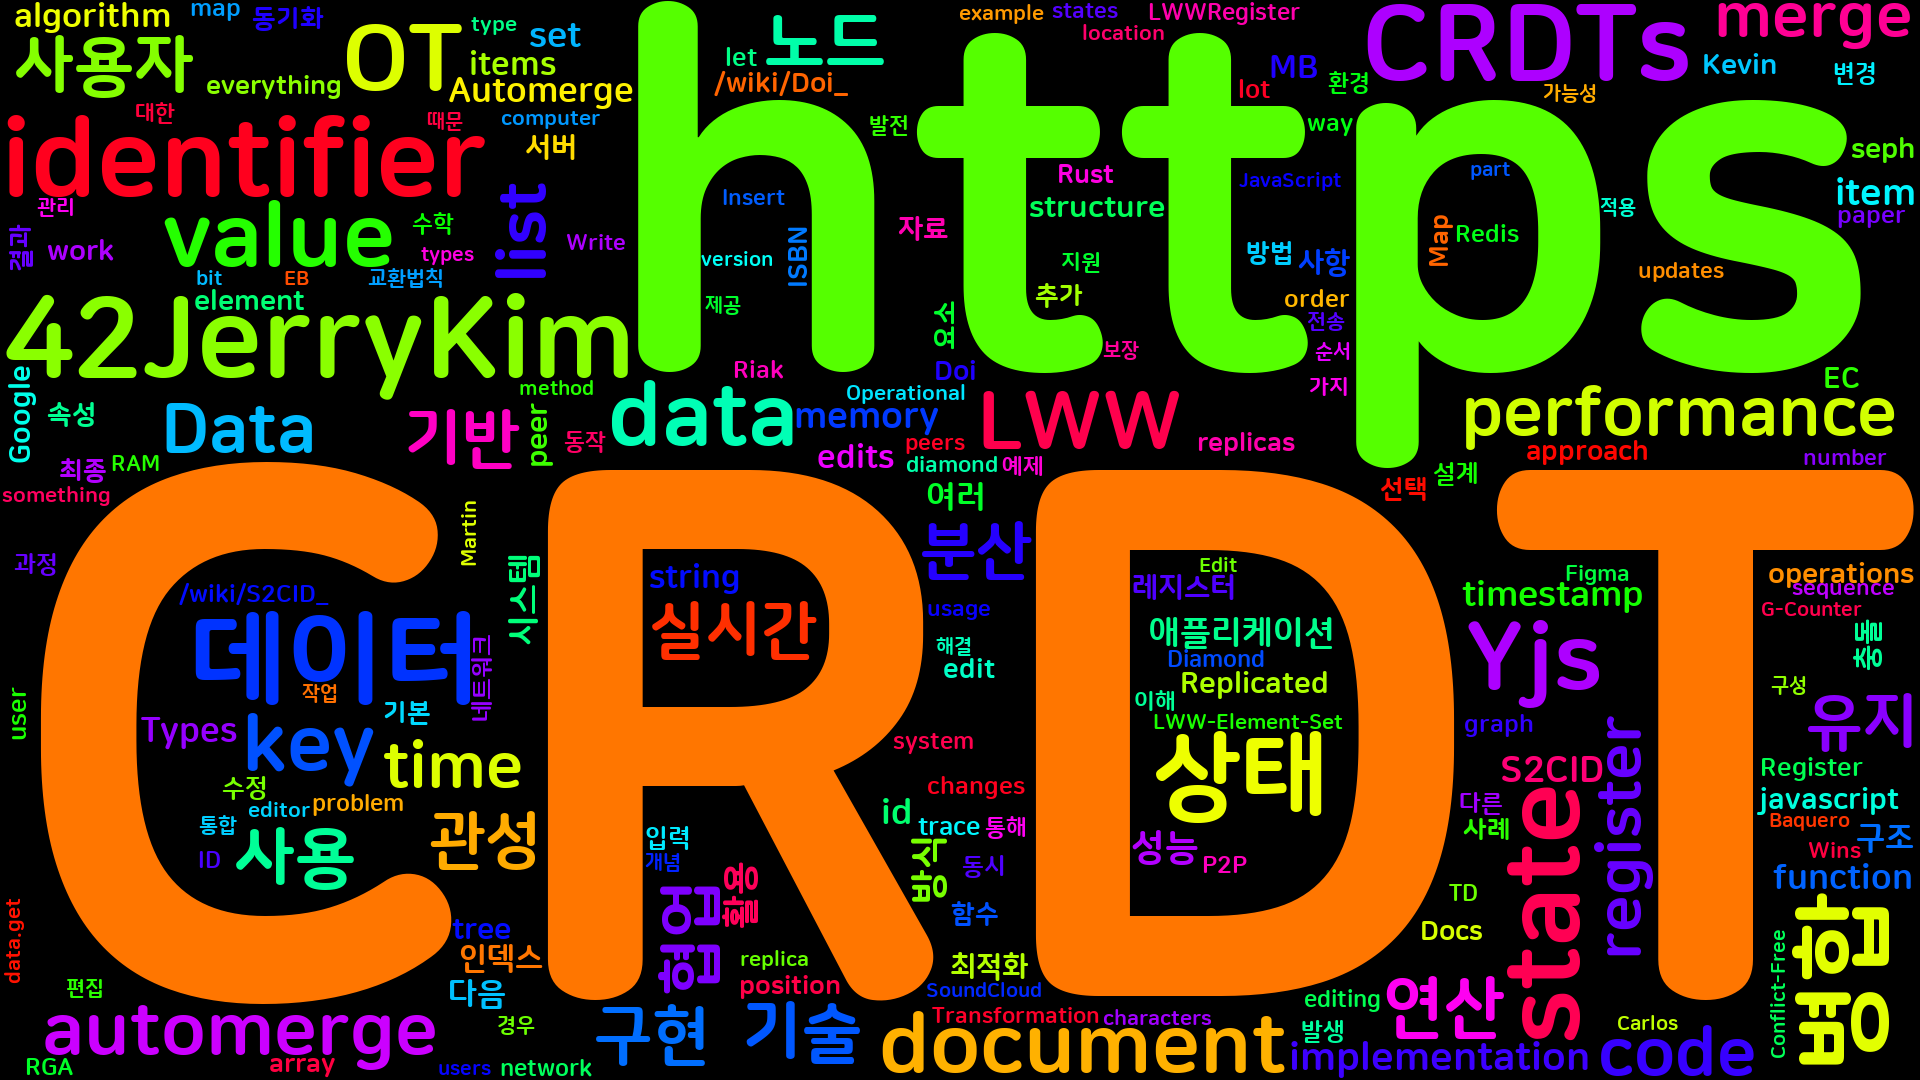 algorithm
map
동기화
사용자
OT
type
set
items
everything
Automerge
let
노드
/wiki/Doi_
https
example
states
LWWRegister
location
CRDTs
merge
MB
환경
lot
Kevin
변경
가능성
대한
때문
computer
서버
발전
way
seph
identifier
관리
list
Insert
Rust
structure
JavaScript
part
item
적용
paper
결과
work
value
수학
types
Write
version
ISBN
자료
지원
방법
사항
Map
Redis
updates
bit
EB
교환법칙
element
42JerryKim
제공
여서
추가
order
전송
순서
보장
가지
Riak
Doi
Google
속성
Data
method
기반
peer
동작
data
Operational
memory
edits
peers
diamond
예제
LWW
replicas
performance
EC
approach
number
최종
RAM
something
설계
선택
여러
CRDT
Martin
과정
시스템
분산
/wiki/S2CID_
string
실시간
usage
해결
edit
Edit
레지스터
애플리케이션
Diamond
Replicated
이해
LWW-Element-Set
상태
Figma
operations
timestamp
sequence
G-Counter
Yjs
충돌
구성
유지
graph
데이터
작업
네트워크
user
기본
Types
key
time
system
changes
S2CID
Register
register
javascript
수정
editor
problem
통합
ID
사용
관성
입력
개념
id
trace
통해
방식
동시
성능
P2P
다른
사례
state
Baquero
구조
Wins
function
TD
Docs
data.get
tree
인덱스
다음
협업
활용
함수
최적화
replica
position
SoundCloud
편집
automerge
경우
RGA
array
users
network
구현
기술
document
Transformation
characters
editing
발생
연산
implementation
Carlos
code
Conflict-Free
병합